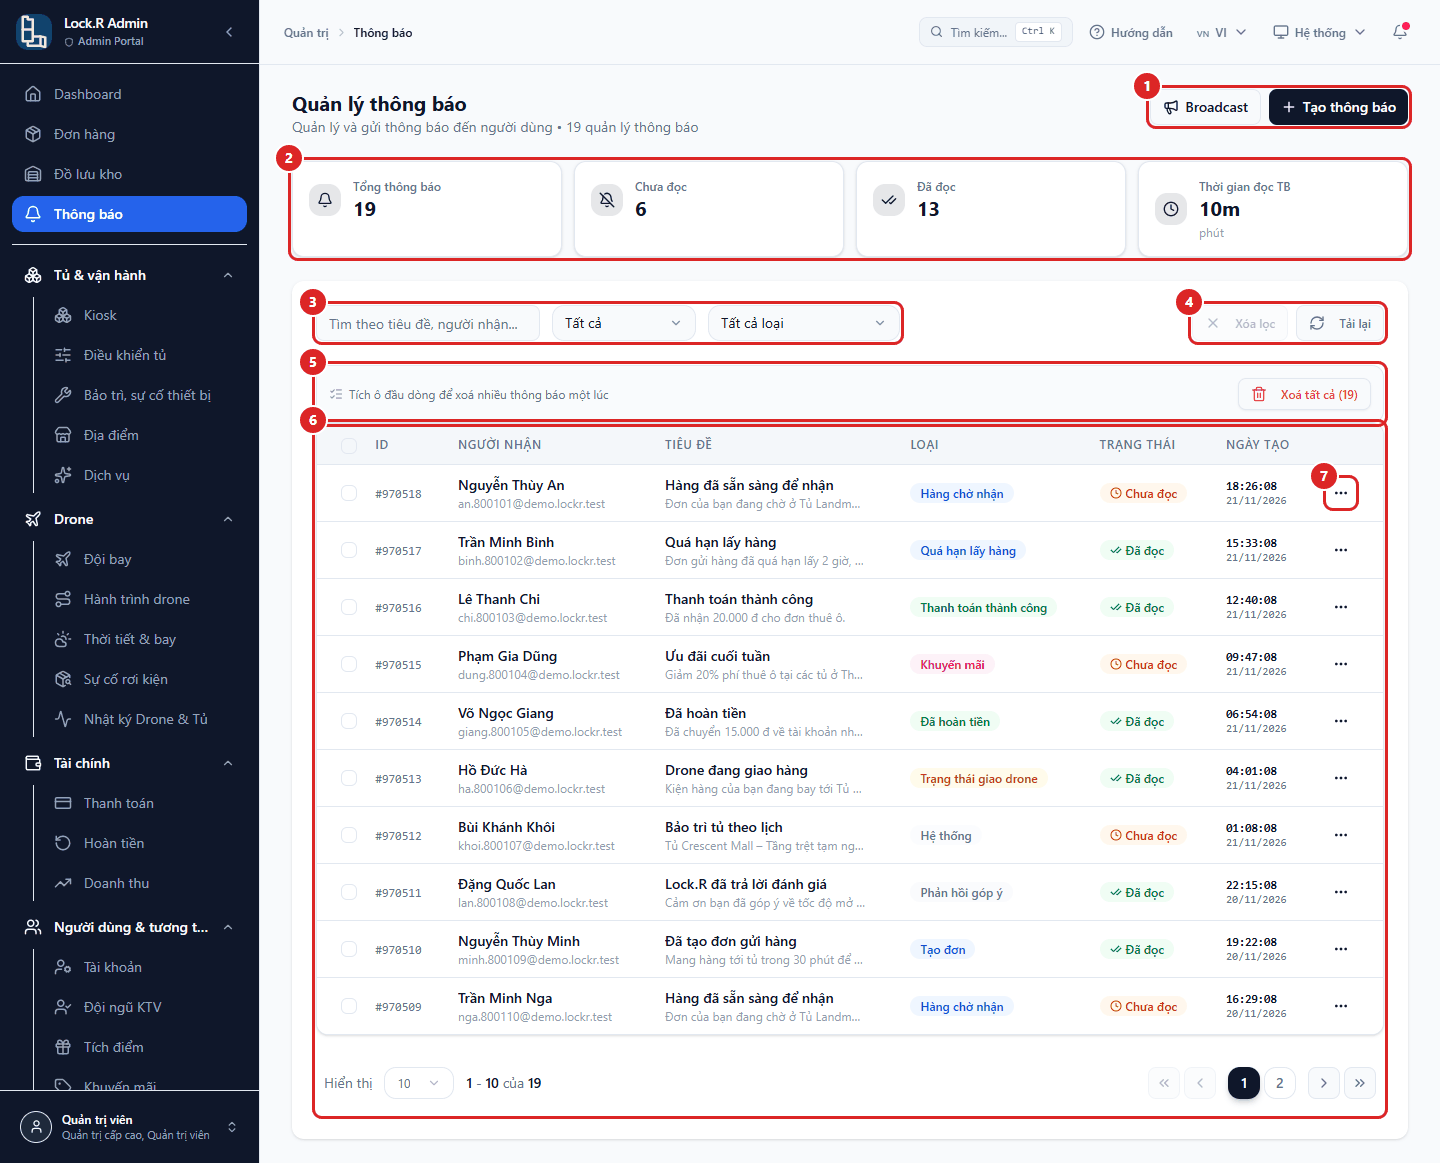 Lock.R Admin
Admin Portal
Dashboard
Đơn hàng
Đồ lưu kho
Thông báo
Tủ & vận hành
Kiosk
Điều khiển tủ
Bảo trì, sự cố thiết bị
Địa điểm
Dịch vụ
Drone
Đội bay
Hành trình drone
Thời tiết & bay
Sự cố rơi kiện
Nhật ký Drone & Tủ
Tài chính
Thanh toán
Hoàn tiền
Doanh thu
Người dùng & tương t...
Tài khoản
Đội ngũ KTV
Tích điểm
Khuyến mãi
Quản trị viên
Quản trị cấp cao, Quản trị viên
Quản trị > Thông báo
Tìm kiếm... Ctrl K
Hướng dẫn
VN VI
Hệ thống
Quản lý thông báo
Quản lý và gửi thông báo đến người dùng • 19 quản lý thông báo
1
Broadcast
+ Tạo thông báo
2
Tổng thông báo
19
Chưa đọc
6
Đã đọc
13
Thời gian đọc TB
10m
phút
3
Tìm theo tiêu đề, người nhận...
Tất cả
Tất cả loại
4
Xóa lọc
Tải lại
5
Tích ô đầu dòng để xoá nhiều thông báo một lúc
Xoá tất cả (19)
6
ID NGƯỜI NHẬN TIÊU ĐỀ LOẠI TRẠNG THÁI NGÀY TẠO
7
#970518 Nguyễn Thùy An Hàng đã sẵn sàng để nhận Hàng chờ nhận Chưa đọc 18:26:08
an.800101@demo.lockr.test Đơn của bạn đang chờ ở Tủ Landm... 21/11/2026
#970517 Trần Minh Bình Quá hạn lấy hàng Quá hạn lấy hàng Đã đọc 15:33:08
binh.800102@demo.lockr.test Đơn gửi hàng đã quá hạn lấy 2 giờ, ... 21/11/2026
#970516 Lê Thanh Chi Thanh toán thành công Thanh toán thành công Đã đọc 12:40:08
chi.800103@demo.lockr.test Đã nhận 20.000 đ cho đơn thuê ô. 21/11/2026
#970515 Phạm Gia Dũng Ưu đãi cuối tuần Khuyến mãi Chưa đọc 09:47:08
dung.800104@demo.lockr.test Giảm 20% phí thuê ô tại các tủ ở Th... 21/11/2026
#970514 Võ Ngọc Giang Đã hoàn tiền Đã hoàn tiền Đã đọc 06:54:08
giang.800105@demo.lockr.test Đã chuyển 15.000 đ về tài khoản nh... 21/11/2026
#970513 Hồ Đức Hà Drone đang giao hàng Trạng thái giao drone Đã đọc 04:01:08
ha.800106@demo.lockr.test Kiện hàng của bạn đang bay tới Tủ ... 21/11/2026
#970512 Bùi Khánh Khôi Bảo trì tủ theo lịch Hệ thống Chưa đọc 01:08:08
khoi.800107@demo.lockr.test Tủ Crescent Mall – Tầng trệt tạm ng... 21/11/2026
#970511 Đặng Quốc Lan Lock.R đã trả lời đánh giá Phản hồi góp ý Đã đọc 22:15:08
lan.800108@demo.lockr.test Cảm ơn bạn đã góp ý về tốc độ mở ... 20/11/2026
#970510 Nguyễn Thùy Minh Đã tạo đơn gửi hàng Tạo đơn Đã đọc 19:22:08
minh.800109@demo.lockr.test Mang hàng tới tủ trong 30 phút để ... 20/11/2026
#970509 Trần Minh Nga Hàng đã sẵn sàng để nhận Hàng chờ nhận Chưa đọc 16:29:08
nga.800110@demo.lockr.test Đơn của bạn đang chờ ở Tủ Landm... 20/11/2026
Hiển thị 10 1 - 10 của 19
1 2